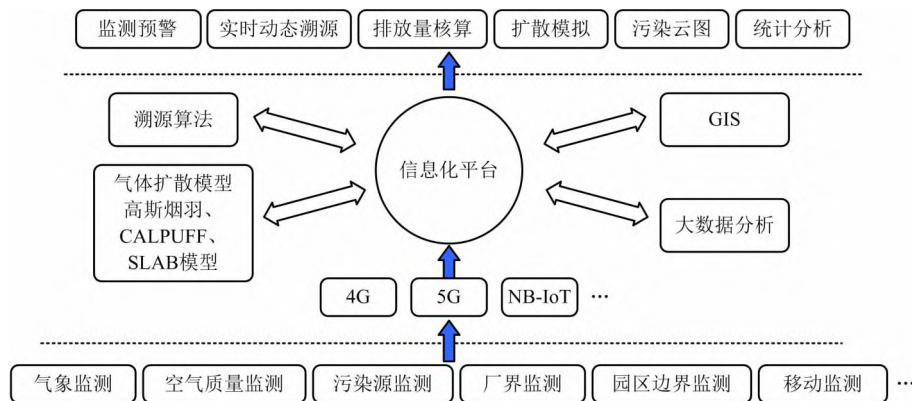 监测预警 实时动态溯源 排放量核算 扩散模拟 污染云图 统计分析
溯源算法
GIS
信息化平台
气体扩散模型
高斯烟羽、
CALPUFF、
SLAB模型
大数据分析
4G 5G NB-IoT …
气象监测 空气质量监测 污染源监测 厂界监测 园区边界监测 移动监测 …